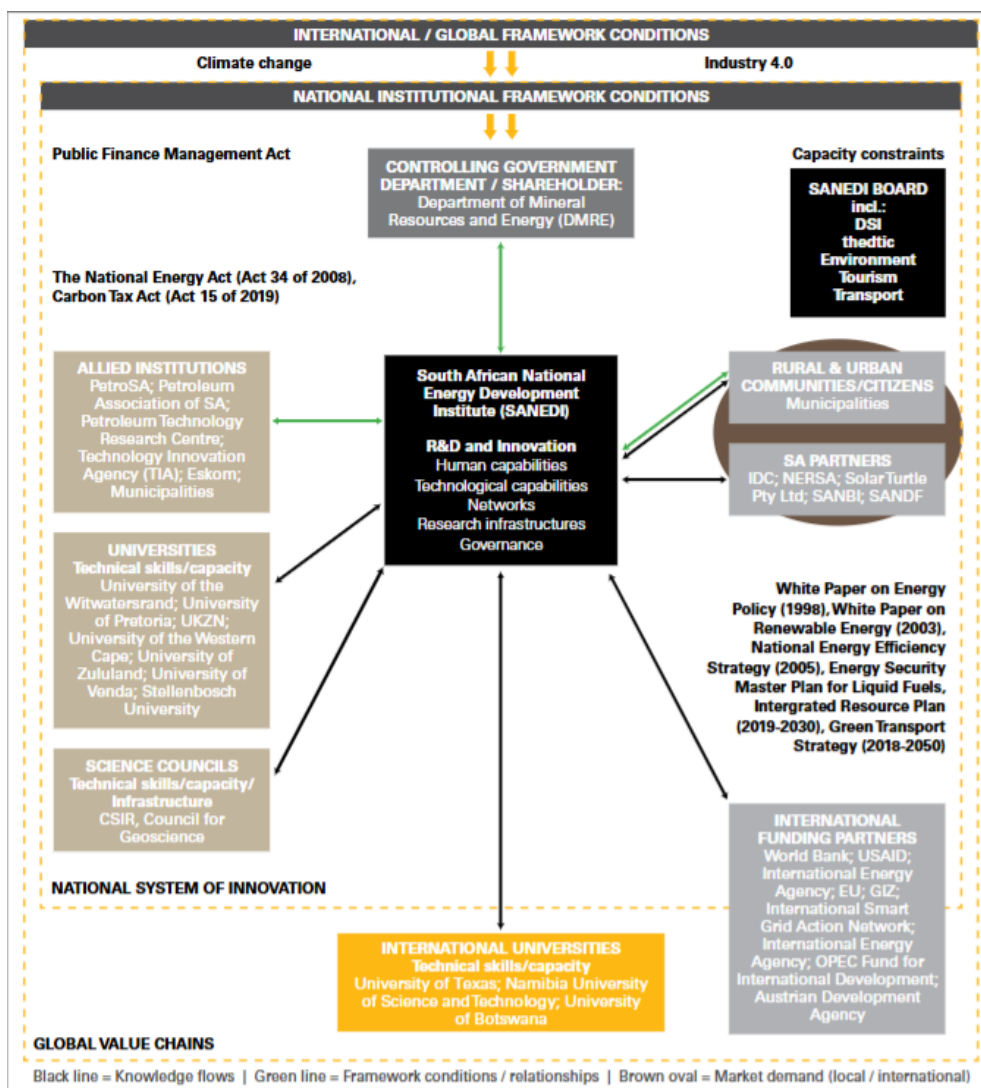 INTERNATIONAL / GLOBAL FRAMEWORK CONDITIONS
Climate change
Industry 4.0
NATIONAL INSTITUTIONAL FRAMEWORK CONDITIONS
Public Finance Management Act
CONTROLLING GOVERNMENT
DEPARTMENT / SHAREHOLDER:
Department of Mineral
Resources and Energy (DMRE)
Capacity constraints
SANEDI BOARD
incl.:
DSI
thedtic
Environment
Tourism
Transport
The National Energy Act (Act 34 of 2008),
Carbon Tax Act (Act 15 of 2019)
ALLIED INSTITUTIONS
PetroSA; Petroleum
Association of SA;
Petroleum Technology
Research Centre;
Technology Innovation
Agency (TIA); Eskom;
Municipalities
South African National
Energy Development
Institute (SANEDI)
R&D and Innovation
Human capabilities
Technological capabilities
Networks
Research infrastructures
Governance
RURAL & URBAN
COMMUNITIES/CITIZENS
Municipalities
SA PARTNERS
IDC; NERSA; SolarTurtle
Pty Ltd; SANBI; SANDF
UNIVERSITIES
Technical skills/capacity
University of the
Witwatersrand; University
of Pretoria; UKZN;
University of the Western
Cape; University of
Zululand; University of
Venda; Stellenbosch
University
White Paper on Energy
Policy (1998), White Paper on
Renewable Energy (2003),
National Energy Efficiency
Strategy (2005), Energy Security
Master Plan for Liquid Fuels,
Intergrated Resource Plan
(2019-2030), Green Transport
Strategy (2018-2050)
SCIENCE COUNCILS
Technical skills/capacity/
Infrastructure
CSIR, Council for
Geoscience
NATIONAL SYSTEM OF INNOVATION
INTERNATIONAL
FUNDING PARTNERS
World Bank; USAID;
International Energy
Agency; EU; GIZ;
International Smart
Grid Action Network;
International Energy
Agency; OPEC Fund for
International Development;
Austrian Development
Agency
INTERNATIONAL UNIVERSITIES
Technical skills/capacity
University of Texas; Namibia University
of Science and Technology; University
of Botswana
GLOBAL VALUE CHAINS
Black line = Knowledge flows | Green line = Framework conditions / relationships | Brown oval = Market demand (local / international)